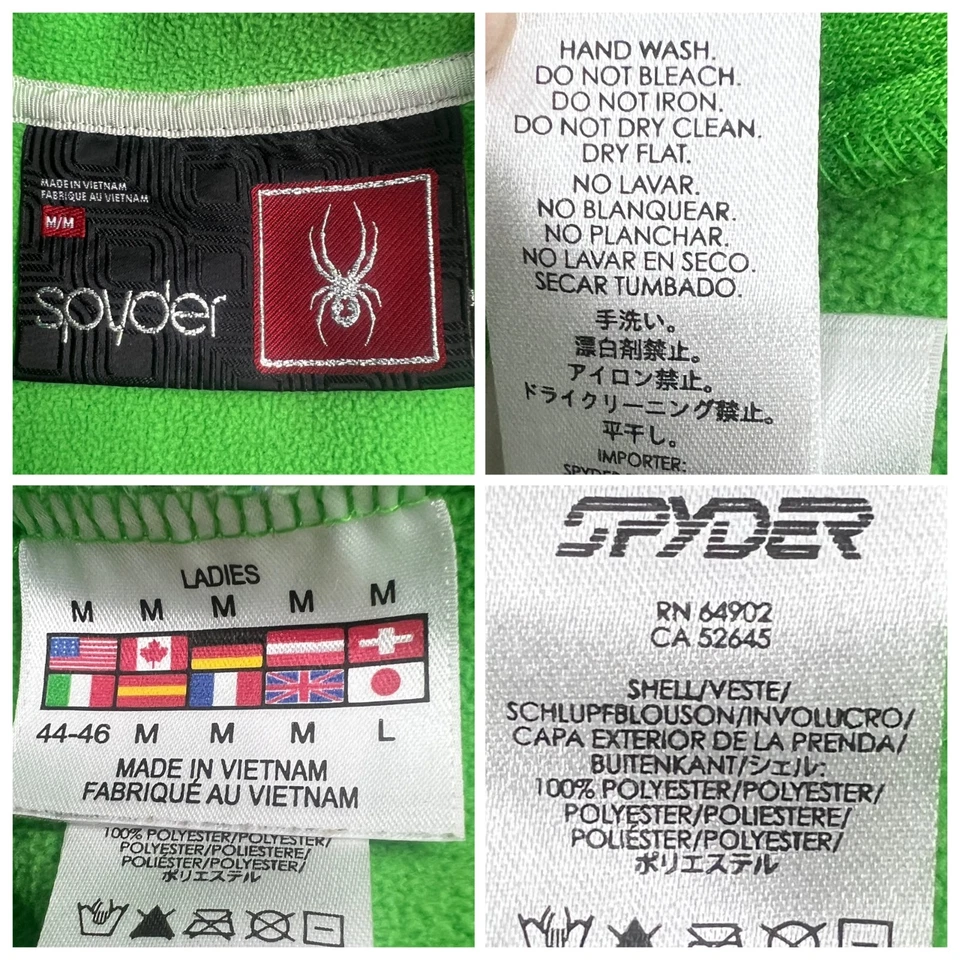 MADE IN VIETNAM
FABRIQUE AU VIETNAM
M/M
spyder
HAND WASH.
DO NOT BLEACH.
DO NOT IRON.
DO NOT DRY CLEAN.
DRY FLAT.
NO LAVAR.
NO BLANQUEAR.
NO PLANCHAR.
NO LAVAR EN SECO.
SECAR TUMBADO.
手洗い。
漂白剤禁止。
アイロン禁止。
ドライクリーニング禁止。
平干し。
IMPORTER:
SPYDER
LADIES
M M M M M
44-46 M M M L
MADE IN VIETNAM
FABRIQUÉ AU VIETNAM
100% POLYESTER/POLYESTER/
POLYESTER/POLIESTERE/
POLIÉSTER/POLYESTER/
ポリエステル
SPYDER
RN 64902
CA 52645
SHELL/VESTE/
SCHLUPFBLOUSON/INVOLUCRO/
CAPA EXTERIOR DE LA PRENDA/
BUITENKANT/シェル:
100% POLYESTER/POLYESTER/
POLYESTER/POLIESTERE/
POLIÉSTER/POLYESTER/
ポリエステル